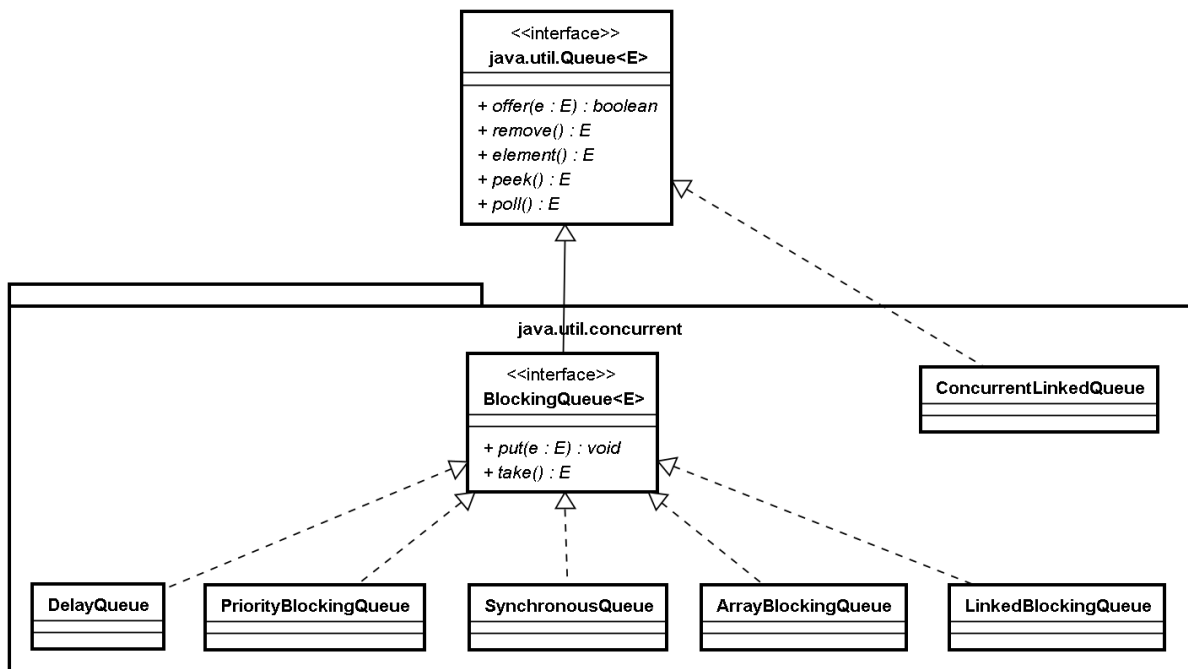 <<interface>>
java.util.Queue<E>
+ offer(e : E) : boolean
+ remove() : E
+ element() : E
+ peek() : E
+ poll() : E
java.util.concurrent
<<interface>>
BlockingQueue<E>
+ put(e : E) : void
+ take() : E
ConcurrentLinkedQueue
DelayQueue
PriorityBlockingQueue
SynchronousQueue
ArrayBlockingQueue
LinkedBlockingQueue